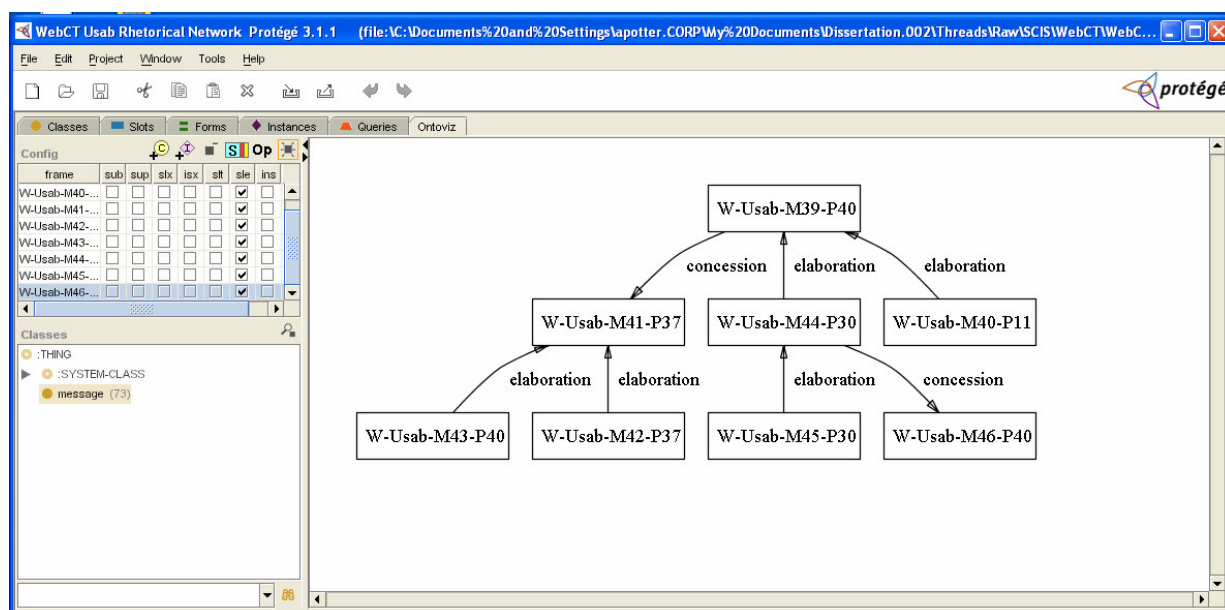 WebCT Usab Rhetorical Network Protégé 3.1.1 (file:\C:\Documents%20and%20Settings\apotter.CORP\My%20Documents\Dissertation.002\Threads\Raw\SCIS\WebCT\WebC...
File Edit Project Window Tools Help
protégé
Classes Slots Forms Instances Queries Ontoviz
Config C I S Op
frame sub sup slx isx slt sle ins
W-Usab-M40-...
W-Usab-M41-...
W-Usab-M42-...
W-Usab-M43-...
W-Usab-M44-...
W-Usab-M45-...
W-Usab-M46-...
Classes
:THING
:SYSTEM-CLASS
message (73)
W-Usab-M39-P40
concession elaboration elaboration
W-Usab-M41-P37 W-Usab-M44-P30 W-Usab-M40-P11
elaboration elaboration elaboration concession
W-Usab-M43-P40 W-Usab-M42-P37 W-Usab-M45-P30 W-Usab-M46-P40